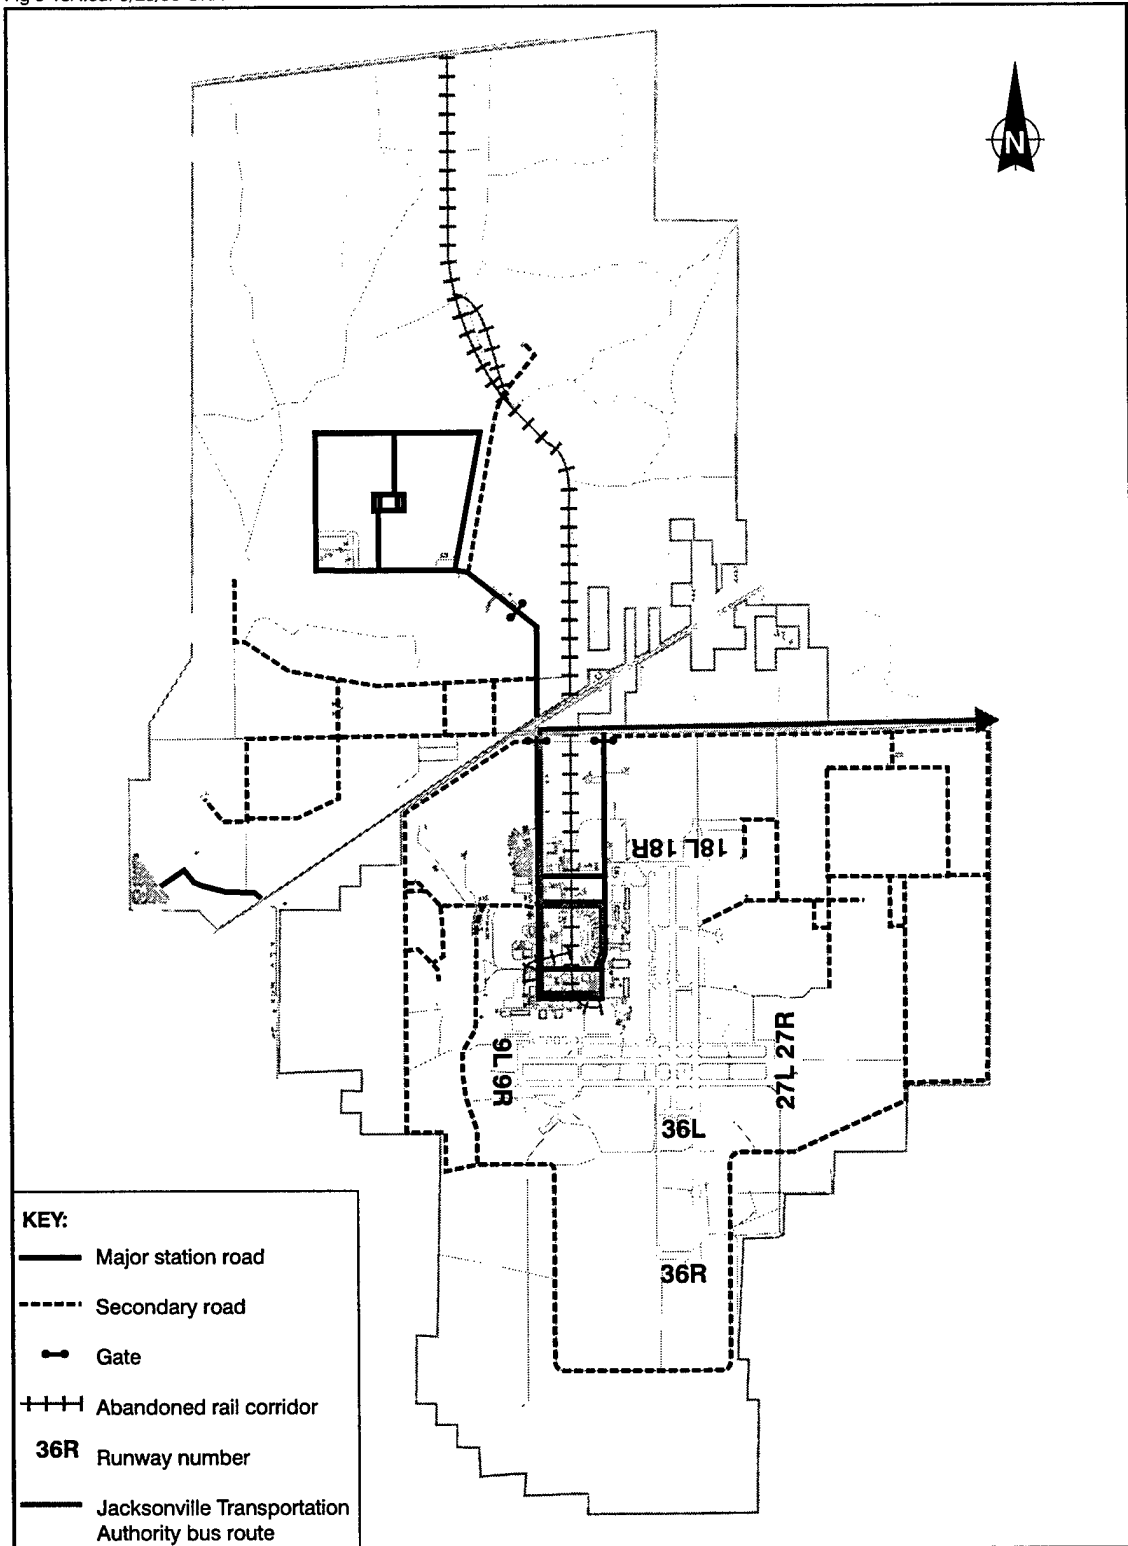 N
18L 18R
9L 9R
27L 27R
36L
36R
KEY:
Major station road
Secondary road
Gate
Abandoned rail corridor
36R Runway number
Jacksonville Transportation
Authority bus route